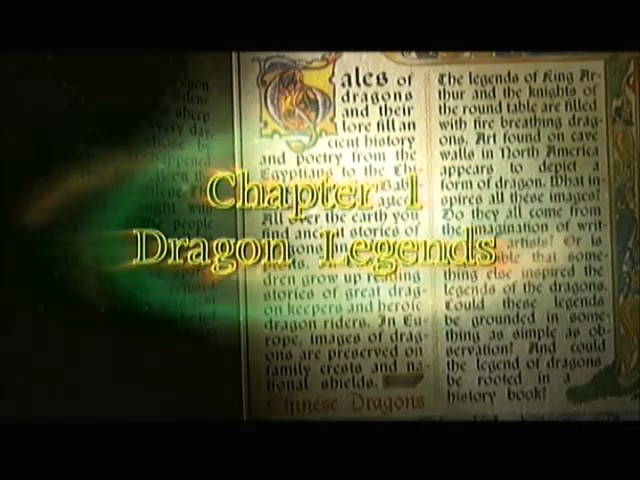 Chapter 1
Dragon Legends
ales of
dragons
and their
lore fill an
cient history
and poetry from the
Egyptians to the
All over the earth you
find ancient stories of
dren grow up reading
stories of great drag-
on keepers and heroic
dragon riders. In Eu-
rope, images of drag-
ons are preserved on
family crests and na-
tional shields.
Chinese Dragons
The legends of King Ar-
thur and the knights of
the round table are filled
with fire breathing drag-
ons. Art found on cave
walls in North America
appears to depict a
form of dragon. What in-
spires all these images?
Do they all come from
the imagination of writ-
artists? Or is
that some-
thing else inspired the
legends of the dragons.
Could these legends
be grounded in some-
thing as simple as ob-
servation? And could
the legend of dragons
be rooted in a
history book?